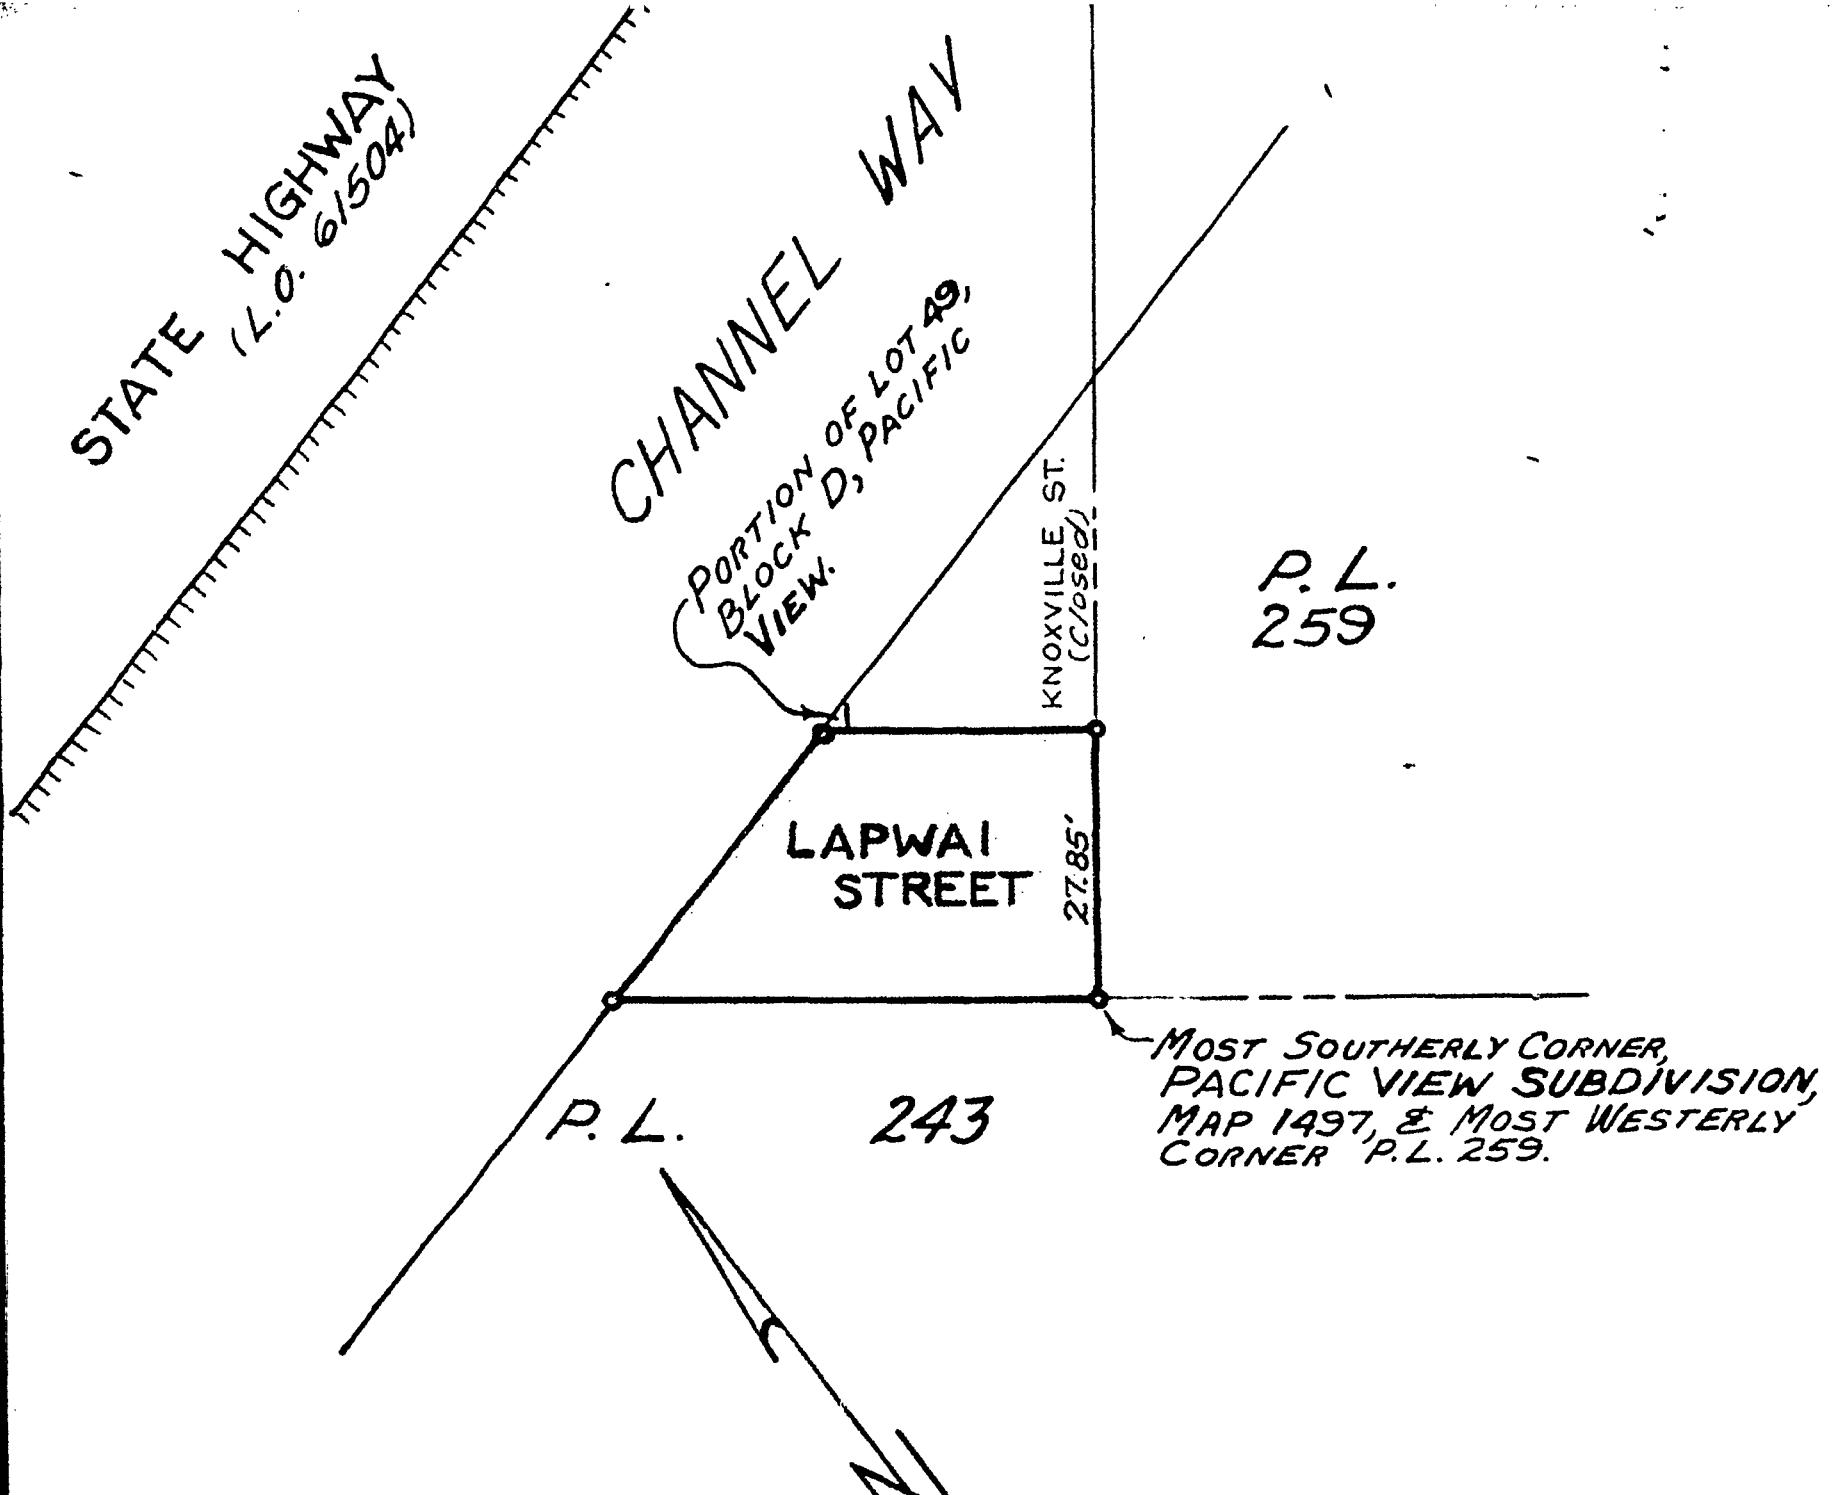 STATE HIGHWAY
(L.O. 61504)
CHANNEL WAY
PORTION OF LOT 49,
BLOCK D, PACIFIC
VIEW.
KNOXVILLE ST.
(Closed)
P. L.
259
LAPWAI
STREET
27.85'
P. L. 243
MOST SOUTHERLY CORNER,
PACIFIC VIEW SUBDIVISION,
MAP 1497, & MOST WESTERLY
CORNER P.L. 259.
N